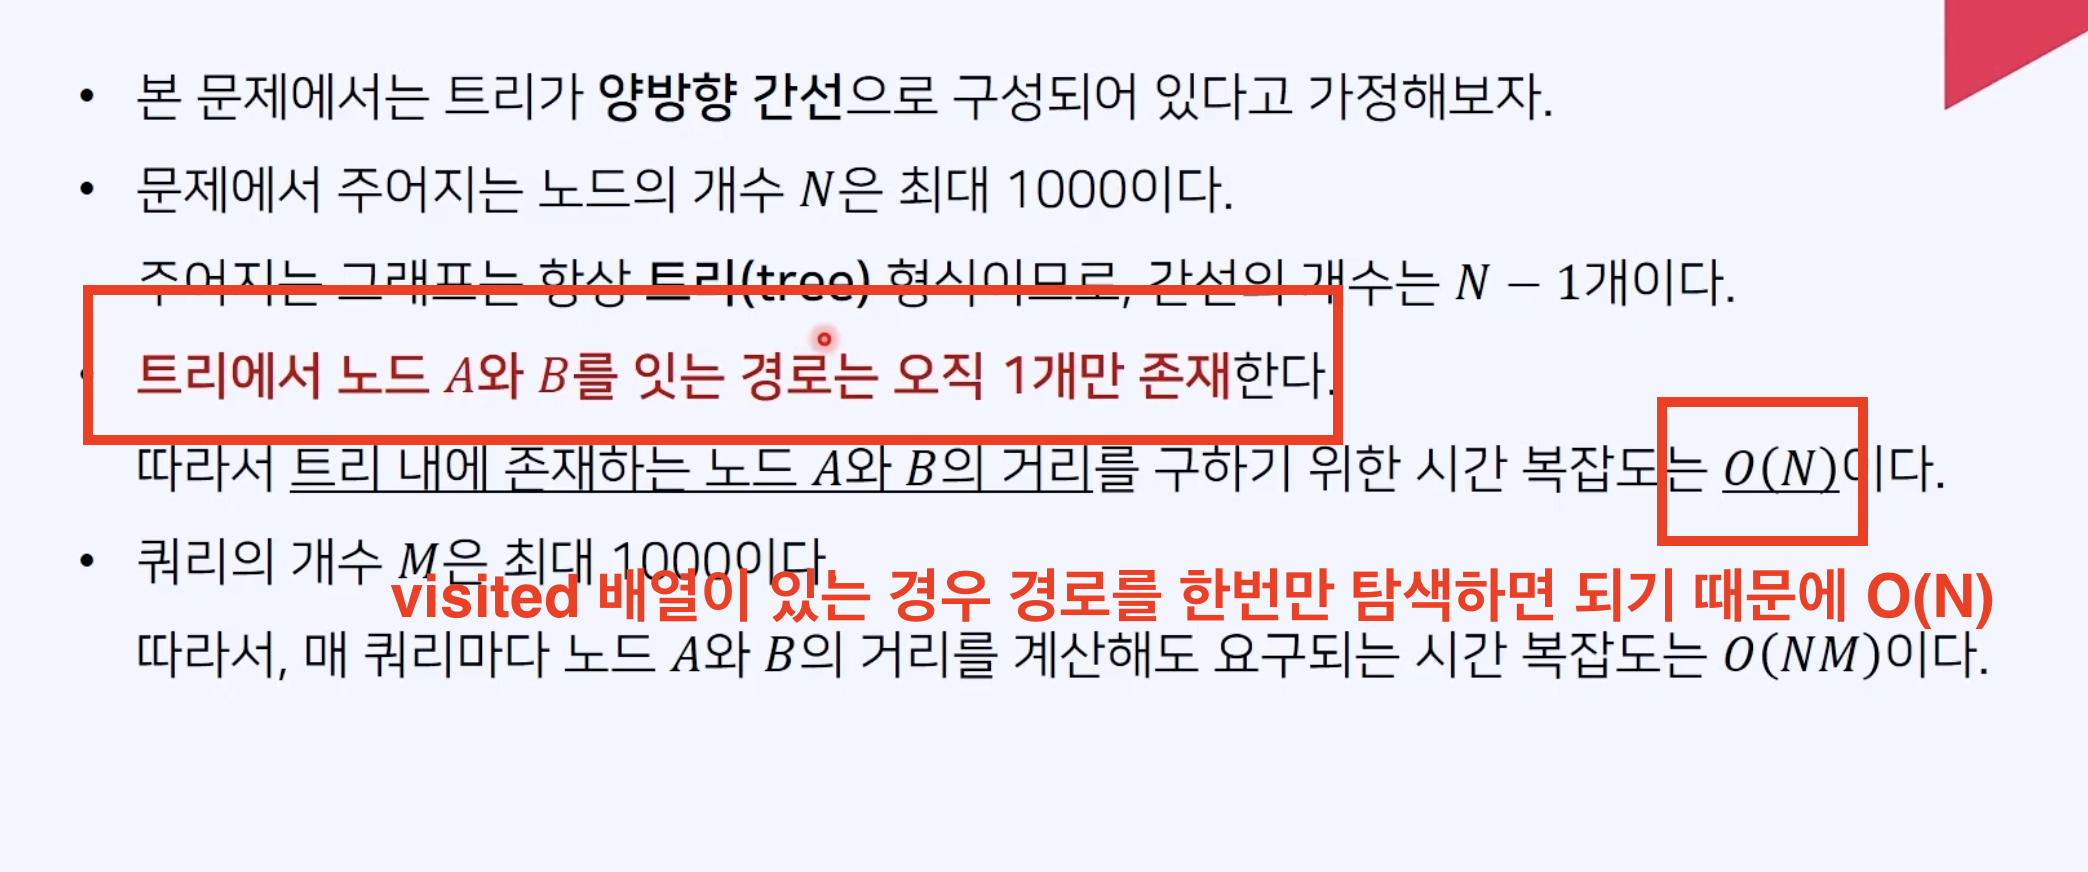 • 본 문제에서는 트리가 양방향 간선으로 구성되어 있다고 가정해보자.
• 문제에서 주어지는 노드의 개수 N은 최대 1000이다.
주어지는 그래프는 항상 트리(tree) 형식이므로, 간선의 개수는 N − 1개이다.
• 트리에서 노드 A와 B를 잇는 경로는 오직 1개만 존재한다.
따라서 트리 내에 존재하는 노드 A와 B의 거리를 구하기 위한 시간 복잡도는 O(N)이다.
• 쿼리의 개수 M은 최대 1000이다
visited 배열이 있는 경우 경로를 한번만 탐색하면 되기 때문에 O(N)
따라서, 매 쿼리마다 노드 A와 B의 거리를 계산해도 요구되는 시간 복잡도는 O(NM)이다.